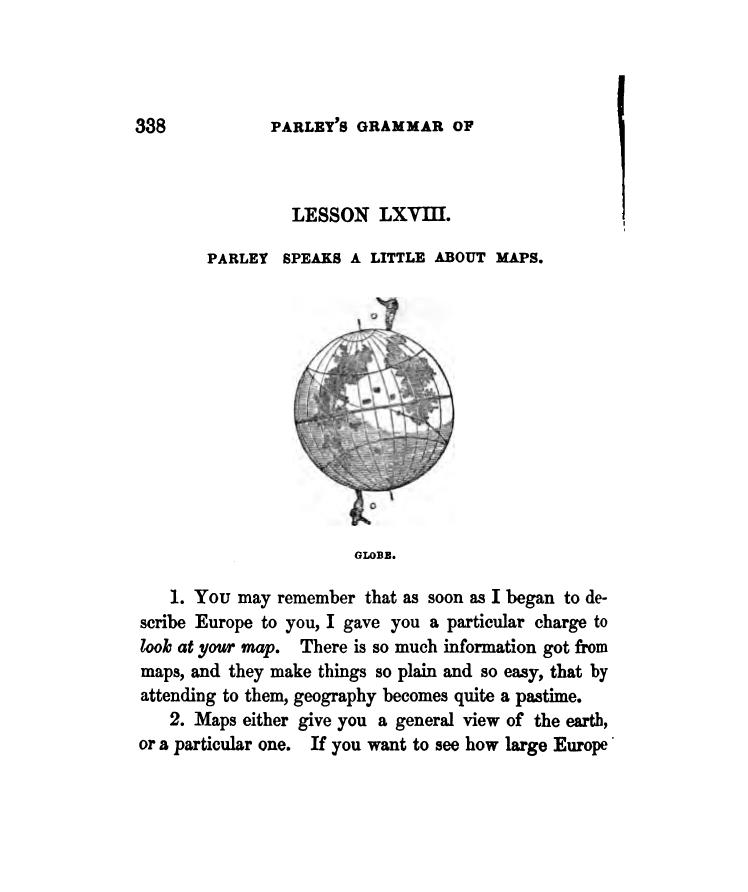 338 PARLEY'S GRAMMAR OF
LESSON LXVIII.
PARLEY SPEAKS A LITTLE ABOUT MAPS.
GLOBE.
1. YOU may remember that as soon as I began to de-
scribe Europe to you, I gave you a particular charge to
look at your map. There is so much information got from
maps, and they make things so plain and so easy, that by
attending to them, geography becomes quite a pastime.
2. Maps either give you a general view of the earth,
or a particular one. If you want to see how large Europe